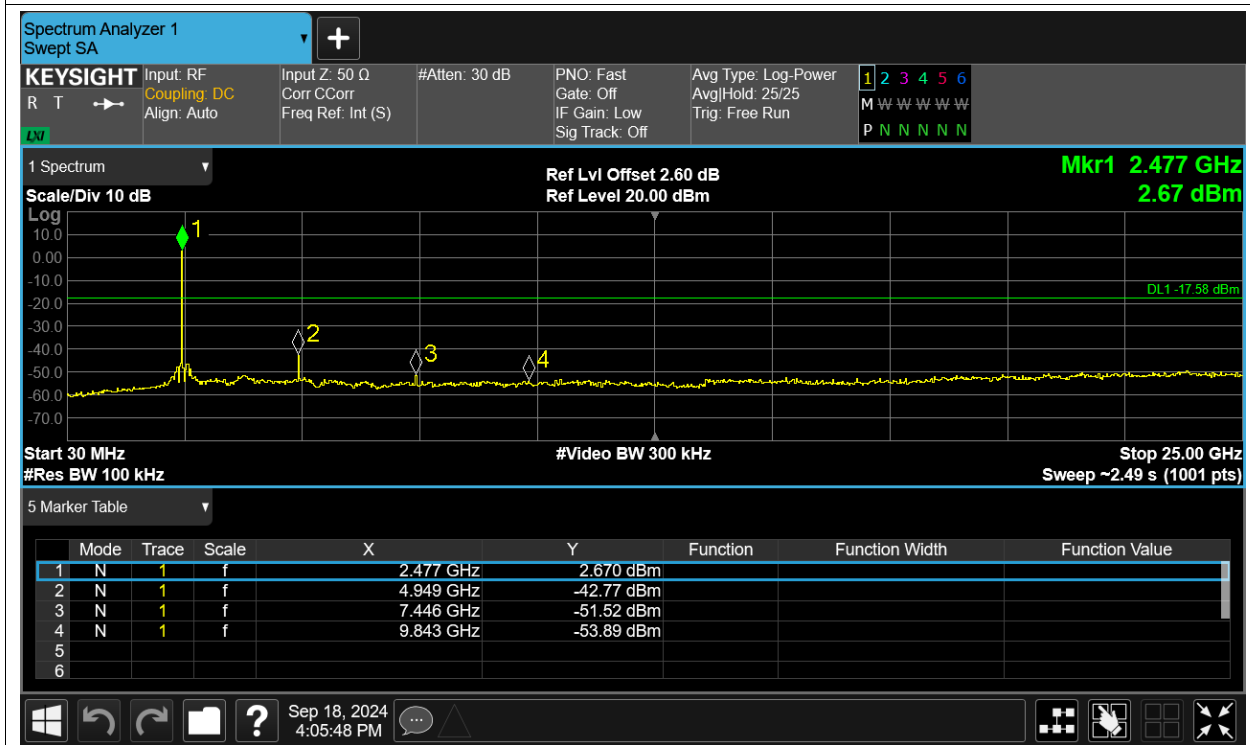 Spectrum Analyzer 1
Swept SA
KEYSIGHT
R T
LXI
Input: RF
Coupling: DC
Align: Auto
Input Z: 50 Ω
Corr CCorr
Freq Ref: Int (S)
#Atten: 30 dB
PNO: Fast
Gate: Off
IF Gain: Low
Sig Track: Off
Avg Type: Log-Power
Avg|Hold: 25/25
Trig: Free Run
1 2 3 4 5 6
M W W W W W
P N N N N N
1 Spectrum
Scale/Div 10 dB
Ref Lvl Offset 2.60 dB
Ref Level 20.00 dBm
Mkr1 2.477 GHz
2.67 dBm
Log
10.0
0.00
-10.0
-20.0
-30.0
-40.0
-50.0
-60.0
-70.0
1
2
3
4
DL1 -17.58 dBm
Start 30 MHz
#Video BW 300 kHz
Stop 25.00 GHz
#Res BW 100 kHz
Sweep ~2.49 s (1001 pts)
5 Marker Table
Mode Trace Scale X Y Function Function Width Function Value
1 N 1 f 2.477 GHz 2.670 dBm
2 N 1 f 4.949 GHz -42.77 dBm
3 N 1 f 7.446 GHz -51.52 dBm
4 N 1 f 9.843 GHz -53.89 dBm
5
6
?
Sep 18, 2024
4:05:48 PM